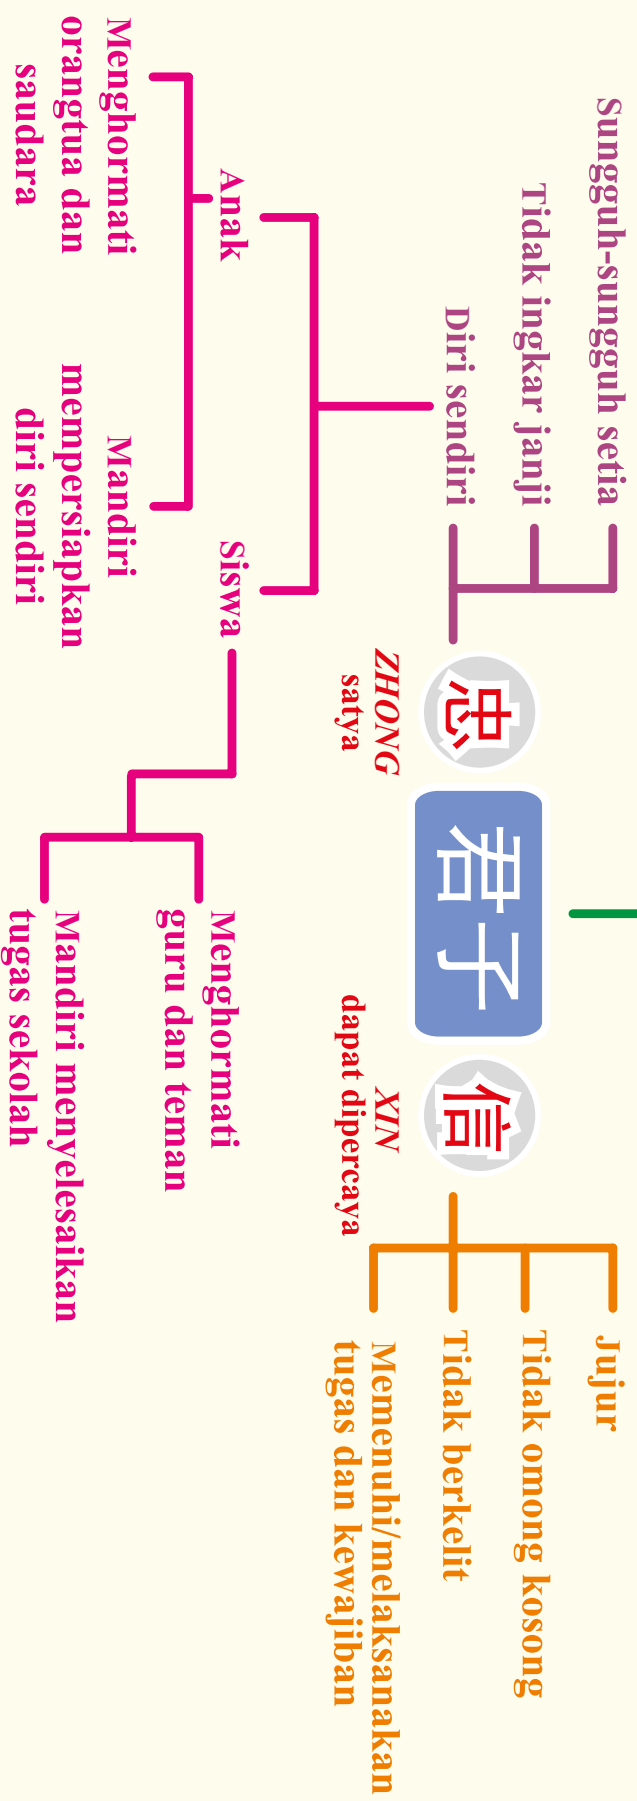 Sungguh-sungguh setia
Tidak ingkar janji
Diri sendiri
忠
ZHONG
satya
君子
信
XIN
dapat dipercaya
Jujur
Tidak omong kosong
Tidak berkelit
Memenuhi/melaksanakan
tugas dan kewajiban
Anak
Menghormati
orangtua dan
saudara
Mandiri
mempersiapkan
diri sendiri
Siswa
Menghormati
guru dan teman
Mandiri menyelesaikan
tugas sekolah